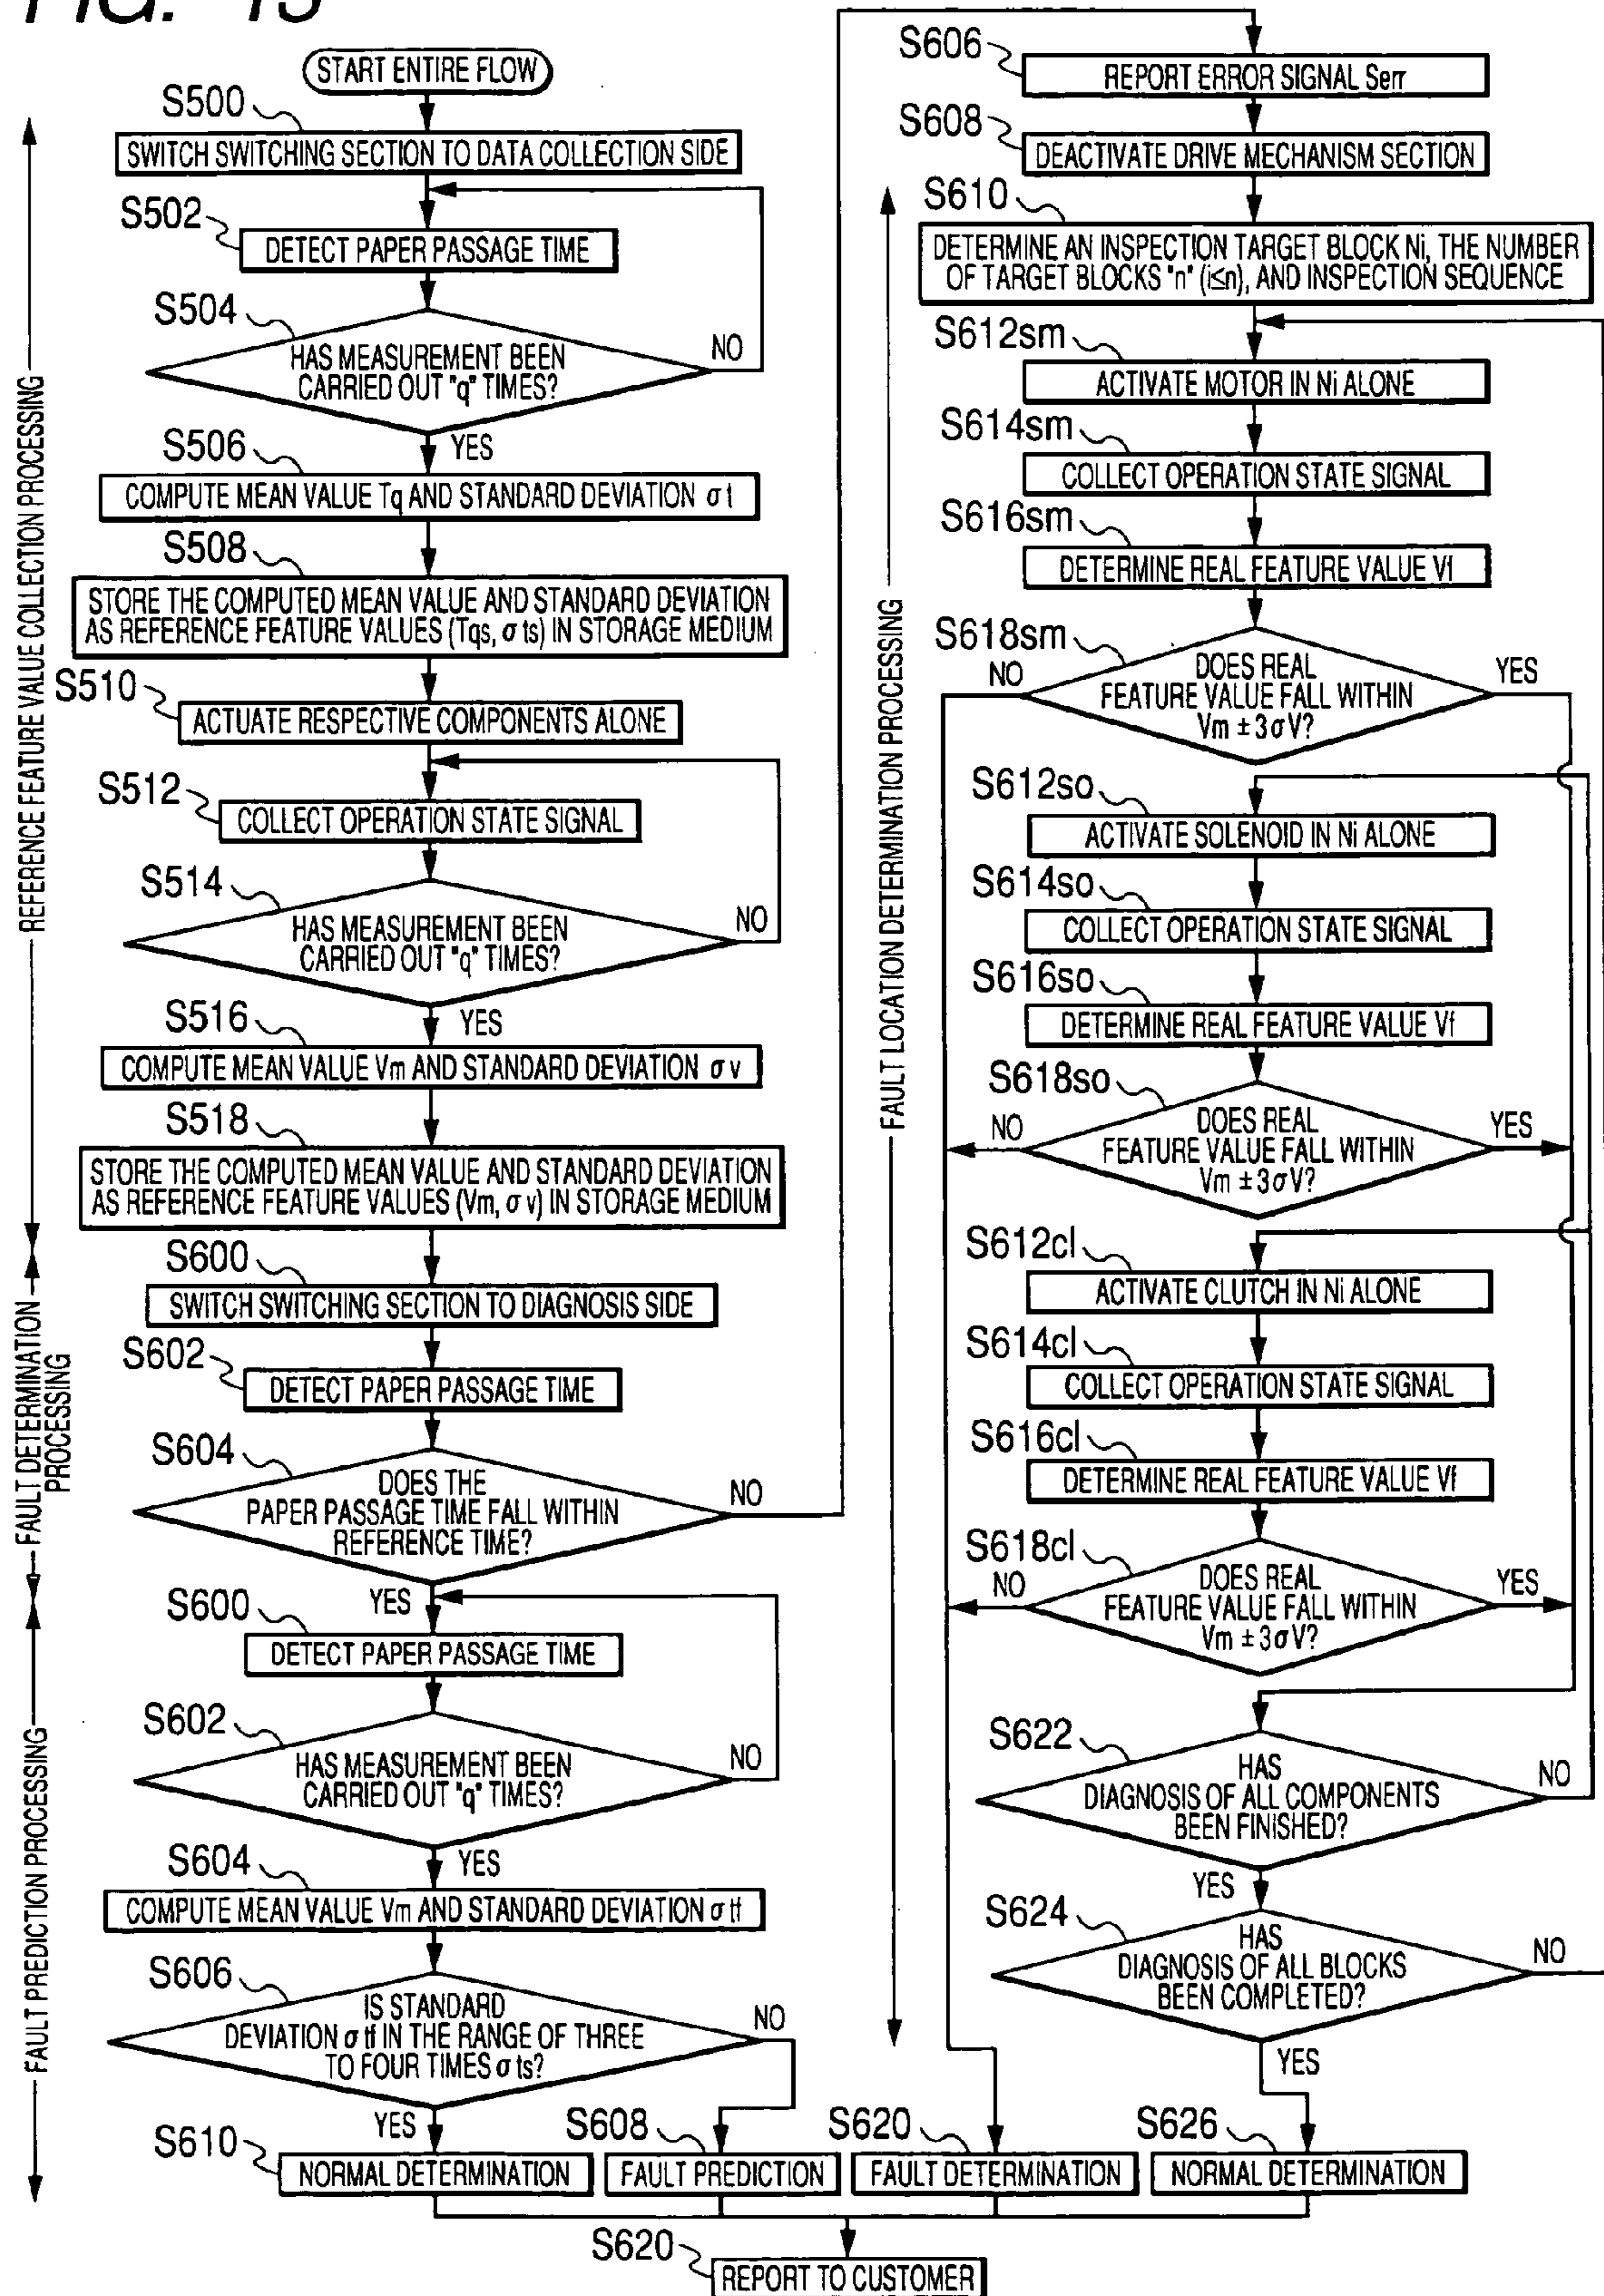 FIG. 15
START ENTIRE FLOW
S500
SWITCH SWITCHING SECTION TO DATA COLLECTION SIDE
S502
DETECT PAPER PASSAGE TIME
S504
HAS MEASUREMENT BEEN
CARRIED OUT "q" TIMES?
NO
YES
S506
COMPUTE MEAN VALUE Tq AND STANDARD DEVIATION σt
S508
STORE THE COMPUTED MEAN VALUE AND STANDARD DEVIATION
AS REFERENCE FEATURE VALUES (Tqs, σts) IN STORAGE MEDIUM
S510
ACTUATE RESPECTIVE COMPONENTS ALONE
S512
COLLECT OPERATION STATE SIGNAL
S514
HAS MEASUREMENT BEEN
CARRIED OUT "q" TIMES?
NO
YES
S516
COMPUTE MEAN VALUE Vm AND STANDARD DEVIATION σv
S518
STORE THE COMPUTED MEAN VALUE AND STANDARD DEVIATION
AS REFERENCE FEATURE VALUES (Vm, σv) IN STORAGE MEDIUM
REFERENCE FEATURE VALUE COLLECTION PROCESSING
S600
SWITCH SWITCHING SECTION TO DIAGNOSIS SIDE
S602
DETECT PAPER PASSAGE TIME
S604
DOES THE
PAPER PASSAGE TIME FALL WITHIN
REFERENCE TIME?
NO
YES
FAULT DETERMINATION
PROCESSING
S600
DETECT PAPER PASSAGE TIME
S602
HAS MEASUREMENT BEEN
CARRIED OUT "q" TIMES?
NO
YES
S604
COMPUTE MEAN VALUE Vm AND STANDARD DEVIATION σtf
S606
IS STANDARD
DEVIATION σtf IN THE RANGE OF THREE
TO FOUR TIMES σts?
NO
YES
FAULT PREDICTION PROCESSING
S610
NORMAL DETERMINATION
S608
FAULT PREDICTION
S606
REPORT ERROR SIGNAL Serr
S608
DEACTIVATE DRIVE MECHANISM SECTION
S610
DETERMINE AN INSPECTION TARGET BLOCK Ni, THE NUMBER
OF TARGET BLOCKS "n" (i≤n), AND INSPECTION SEQUENCE
S612sm
ACTIVATE MOTOR IN Ni ALONE
S614sm
COLLECT OPERATION STATE SIGNAL
S616sm
DETERMINE REAL FEATURE VALUE Vf
S618sm
DOES REAL
FEATURE VALUE FALL WITHIN
Vm ± 3σV?
NO
YES
S612so
ACTIVATE SOLENOID IN Ni ALONE
S614so
COLLECT OPERATION STATE SIGNAL
S616so
DETERMINE REAL FEATURE VALUE Vf
S618so
DOES REAL
FEATURE VALUE FALL WITHIN
Vm ± 3σV?
NO
YES
S612cl
ACTIVATE CLUTCH IN Ni ALONE
S614cl
COLLECT OPERATION STATE SIGNAL
S616cl
DETERMINE REAL FEATURE VALUE Vf
S618cl
DOES REAL
FEATURE VALUE FALL WITHIN
Vm ± 3σV?
NO
YES
S622
HAS
DIAGNOSIS OF ALL COMPONENTS
BEEN FINISHED?
NO
YES
S624
HAS
DIAGNOSIS OF ALL BLOCKS
BEEN COMPLETED?
NO
YES
FAULT LOCATION DETERMINATION PROCESSING
S620
FAULT DETERMINATION
S626
NORMAL DETERMINATION
S620
REPORT TO CUSTOMER